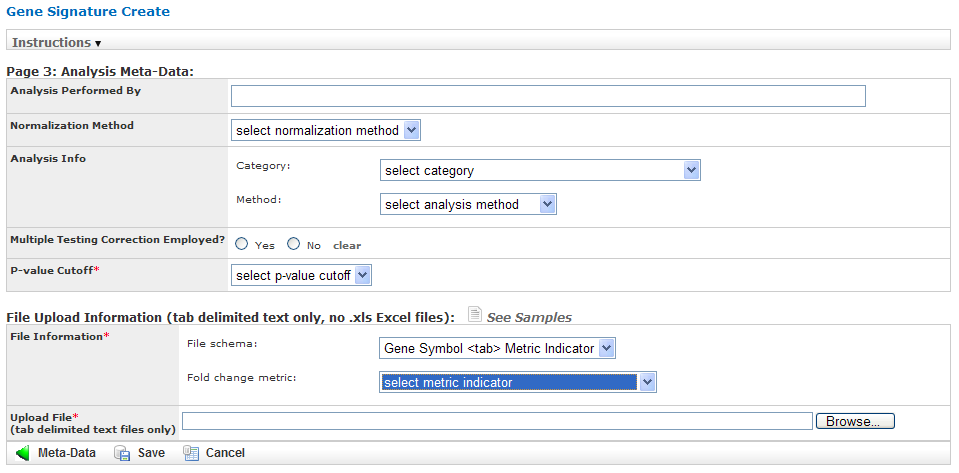 Gene Signature Create
Instructions ▼
Page 3: Analysis Meta-Data:
Analysis Performed By
Normalization Method select normalization method
Analysis Info Category: select category
Method: select analysis method
Multiple Testing Correction Employed? Yes No clear
P-value Cutoff* select p-value cutoff
File Upload Information (tab delimited text only, no .xls Excel files): See Samples
File Information* File schema: Gene Symbol <tab> Metric Indicator
Fold change metric: select metric indicator
Upload File*
(tab delimited text files only) Browse...
Meta-Data Save Cancel